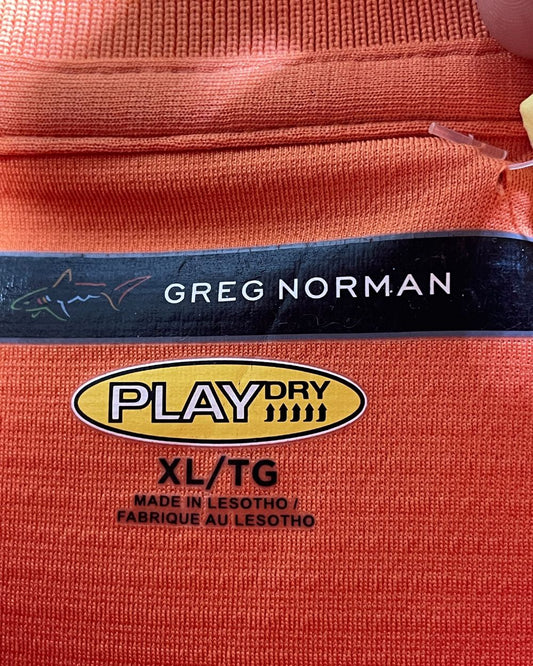 GREG NORMAN
PLAYDRY
XL/TG
MADE IN LESOTHO /
FABRIQUE AU LESOTHO